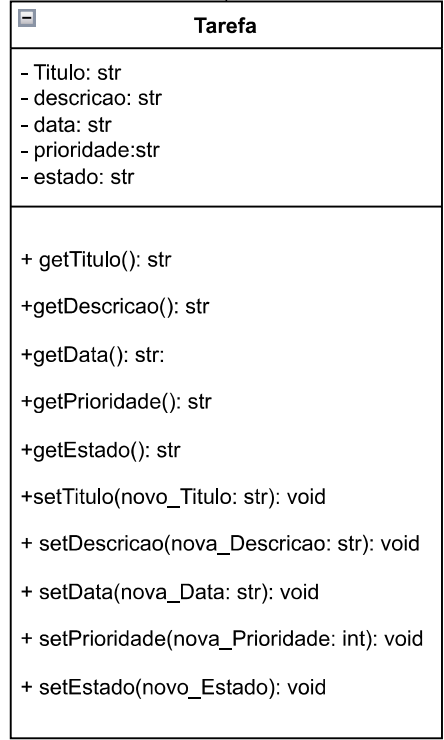 Tarefa
- Titulo: str
- descricao: str
- data: str
- prioridade:str
- estado: str
+ getTitulo(): str
+getDescricao(): str
+getData(): str:
+getPrioridade(): str
+getEstado(): str
+setTitulo(novo_Titulo: str): void
+ setDescricao(nova_Descricao: str): void
+ setData(nova_Data: str): void
+ setPrioridade(nova_Prioridade: int): void
+ setEstado(novo_Estado): void